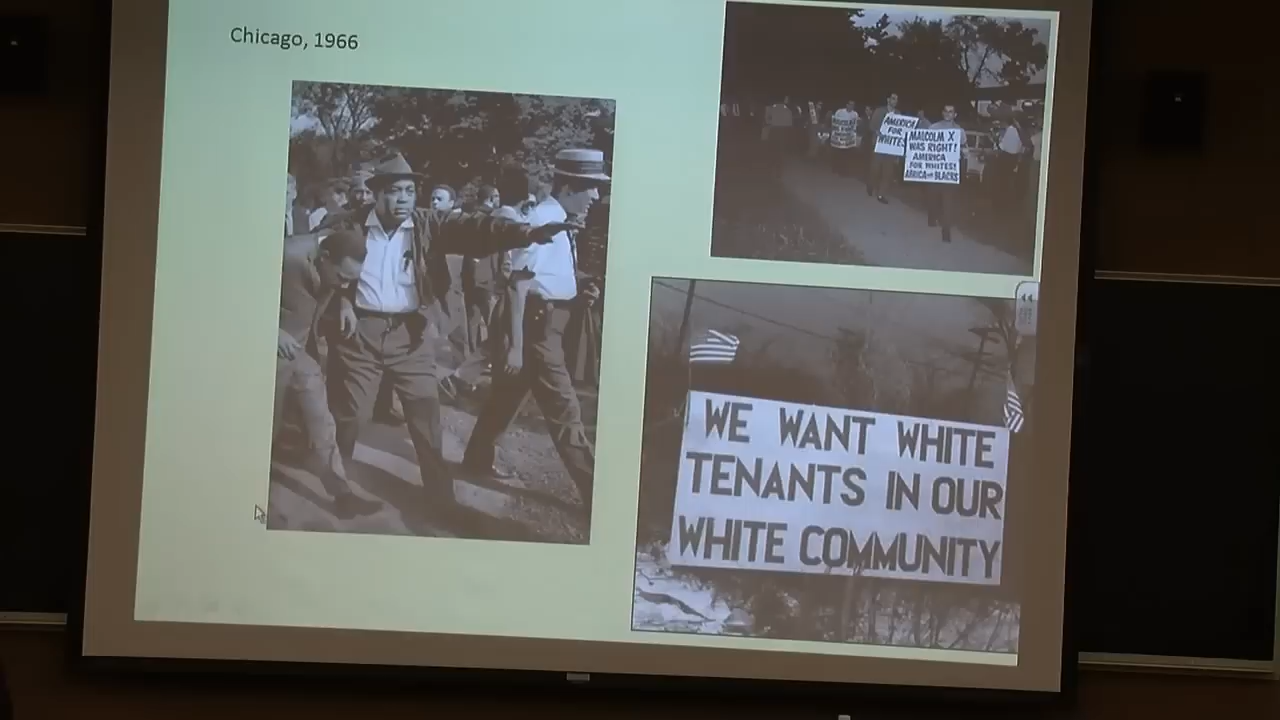 Chicago, 1966
AMERICA
FOR
WHITES
MALCOLM X
WAS RIGHT!
AMERICA
FOR WHITES!
AFRICA FOR BLACKS
WE WANT WHITE
TENANTS IN OUR
WHITE COMMUNITY